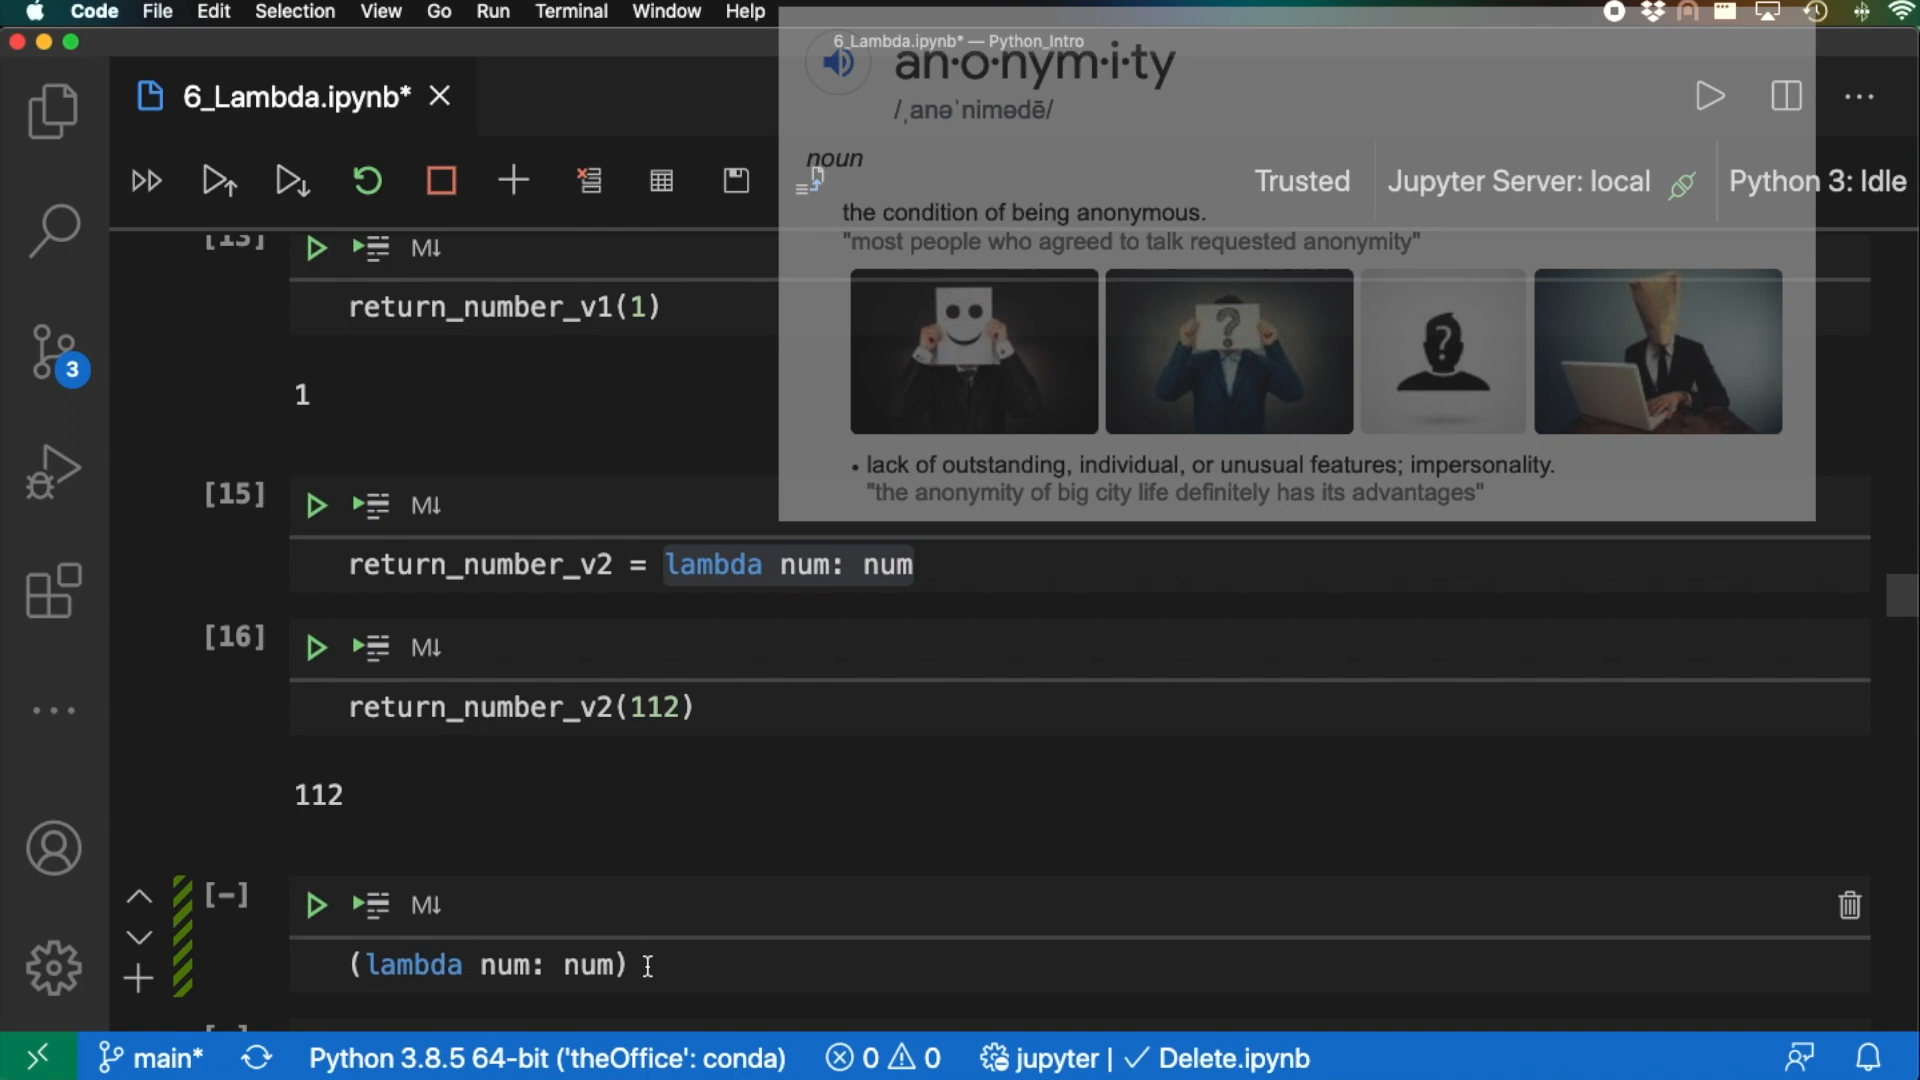 Code File Edit Selection View Go Run Terminal Window Help
6_Lambda.ipynb* — Python_Intro
6_Lambda.ipynb*
an·o·nym·i·ty
/ˌanəˈnimədē/
noun
Trusted Jupyter Server: local Python 3: Idle
the condition of being anonymous.
"most people who agreed to talk requested anonymity"
[13] M↓
return_number_v1(1)
?
?
1
• lack of outstanding, individual, or unusual features; impersonality.
"the anonymity of big city life definitely has its advantages"
[15] M↓
return_number_v2 = lambda num: num
3
[16] M↓
return_number_v2(112)
112
[-] M↓
(lambda num: num)
main* Python 3.8.5 64-bit ('theOffice': conda) 0 0 jupyter | ✓ Delete.ipynb